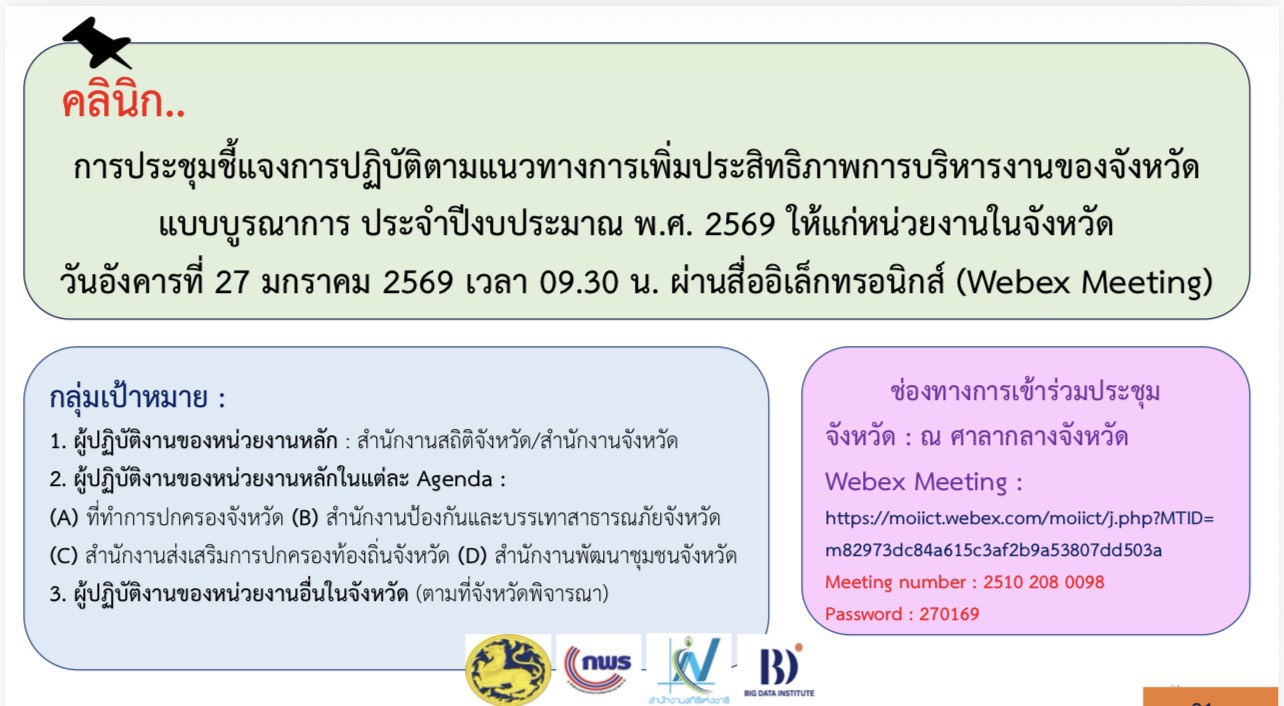 คลินิก..
การประชุมชี้แจงการปฏิบัติตามแนวทางการเพิ่มประสิทธิภาพการบริหารงานของจังหวัด
แบบบูรณาการ ประจำปีงบประมาณ พ.ศ. 2569 ให้แก่หน่วยงานในจังหวัด
วันอังคารที่ 27 มกราคม 2569 เวลา 09.30 น. ผ่านสื่ออิเล็กทรอนิกส์ (Webex Meeting)
กลุ่มเป้าหมาย :
1. ผู้ปฏิบัติงานของหน่วยงานหลัก : สำนักงานสถิติจังหวัด/สำนักงานจังหวัด
2. ผู้ปฏิบัติงานของหน่วยงานหลักในแต่ละ Agenda :
(A) ที่ทำการปกครองจังหวัด (B) สำนักงานป้องกันและบรรเทาสาธารณภัยจังหวัด
(C) สำนักงานส่งเสริมการปกครองท้องถิ่นจังหวัด (D) สำนักงานพัฒนาชุมชนจังหวัด
3. ผู้ปฏิบัติงานของหน่วยงานอื่นในจังหวัด (ตามที่จังหวัดพิจารณา)
ช่องทางการเข้าร่วมประชุม
จังหวัด : ณ ศาลากลางจังหวัด
Webex Meeting :
https://moiict.webex.com/moiict/j.php?MTID=
m82973dc84a615c3af2b9a53807dd503a
Meeting number : 2510 208 0098
Password : 270169
กพร
สำนักงานสถิติแห่งชาติ
BIG DATA INSTITUTE